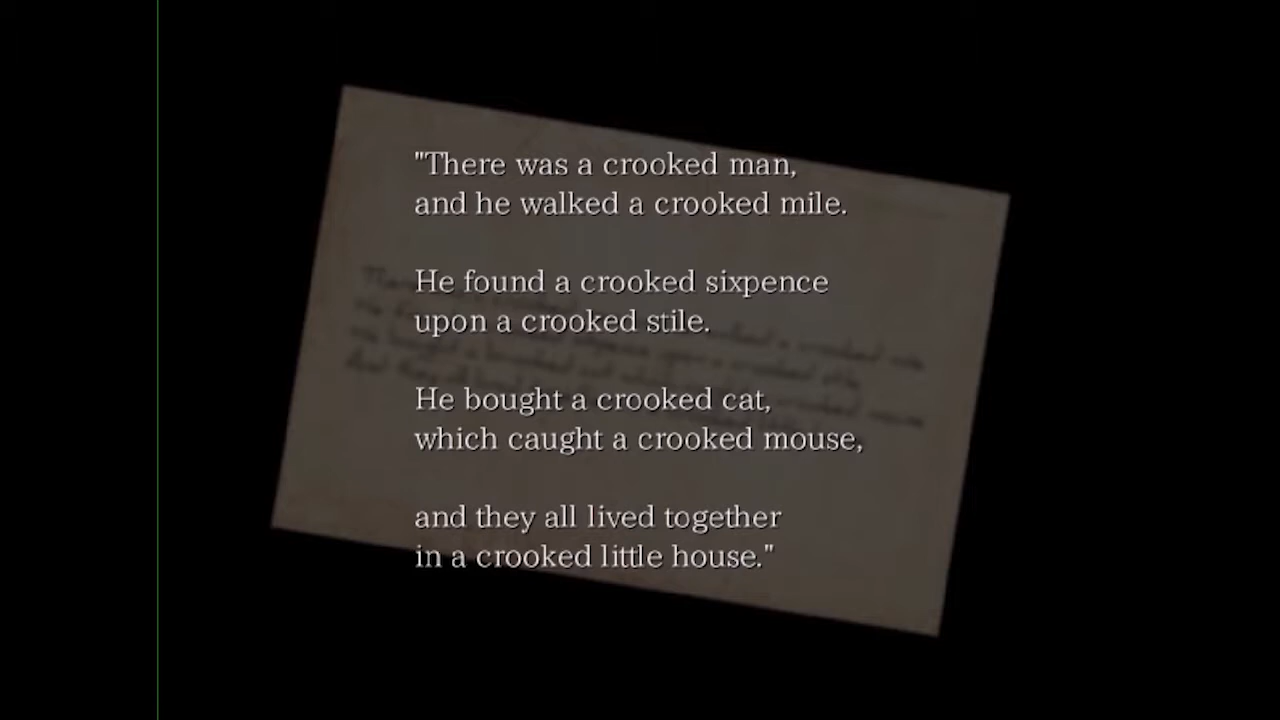 "There was a crooked man,
and he walked a crooked mile.
He found a crooked sixpence
upon a crooked stile.
He bought a crooked cat,
which caught a crooked mouse,
and they all lived together
in a crooked little house."